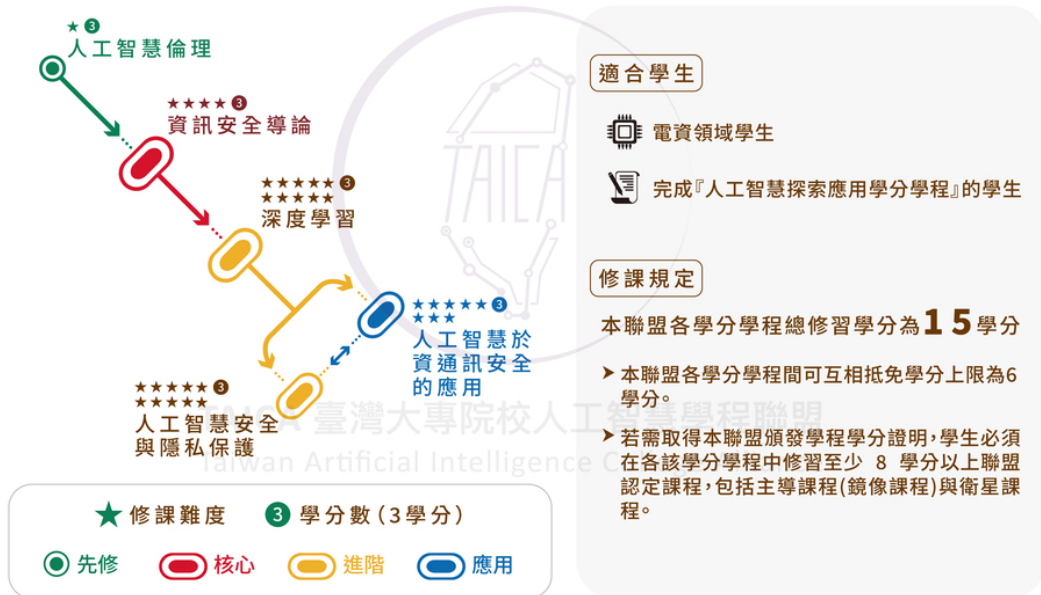 ★ 3
人工智慧倫理
★★★★ 3
資訊安全導論
★★★★★ 3
★★★★★
深度學習
★★★★★ 3
★★★
人工智慧於
資通訊安全
的應用
★★★★★ 3
★★★★★
人工智慧安全
與隱私保護
★ 修課難度 3 學分數(3學分)
先修 核心 進階 應用
適合學生
電資領域學生
完成『人工智慧探索應用學分學程』的學生
修課規定
本聯盟各學分學程總修習學分為15學分
➤ 本聯盟各學分學程間可互相抵免學分上限為6
學分。
➤ 若需取得本聯盟頒發學程學分證明,學生必須
在各該學分學程中修習至少 8 學分以上聯盟
認定課程,包括主導課程(鏡像課程)與衛星課
程。
TAICA
TAICA 臺灣大專院校人工智慧學程聯盟
Taiwan Artificial Intelligence C